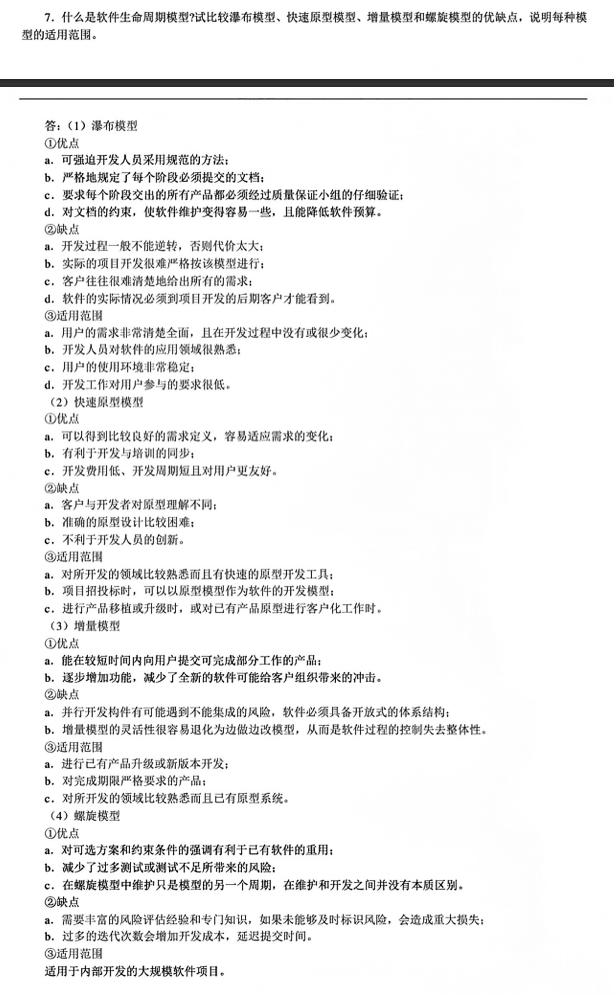 7．什么是软件生命周期模型?试比较瀑布模型、快速原型模型、增量模型和螺旋模型的优缺点，说明每种模
型的适用范围。
答:（1）瀑布模型
①优点
a．可强迫开发人员采用规范的方法;
b．严格地规定了每个阶段必须提交的文档;
c．要求每个阶段交出的所有产品都必须经过质量保证小组的仔细验证;
d．对文档的约束，使软件维护变得容易一些，且能降低软件预算。
②缺点
a．开发过程一般不能逆转，否则代价太大;
b．实际的项目开发很难严格按该模型进行;
c．客户往往很难清楚地给出所有的需求;
d．软件的实际情况必须到项目开发的后期客户才能看到。
③适用范围
a．用户的需求非常清楚全面，且在开发过程中没有或很少变化;
b．开发人员对软件的应用领域很熟悉;
c．用户的使用环境非常稳定;
d．开发工作对用户参与的要求很低。
（2）快速原型模型
①优点
a．可以得到比较良好的需求定义，容易适应需求的变化;
b．有利于开发与培训的同步;
c．开发费用低、开发周期短且对用户更友好。
②缺点
a．客户与开发者对原型理解不同;
b．准确的原型设计比较困难;
c．不利于开发人员的创新。
③适用范围
a．对所开发的领域比较熟悉而且有快速的原型开发工具;
b．项目招投标时，可以以原型模型作为软件的开发模型;
c．进行产品移植或升级时，或对已有产品原型进行客户化工作时。
（3）增量模型
①优点
a．能在较短时间内向用户提交可完成部分工作的产品;
b．逐步增加功能，减少了全新的软件可能给客户组织带来的冲击。
②缺点
a．并行开发构件有可能遇到不能集成的风险，软件必须具备开放式的体系结构;
b．增量模型的灵活性很容易退化为边做边改模型，从而是软件过程的控制失去整体性。
③适用范围
a．进行已有产品升级或新版本开发;
b．对完成期限严格要求的产品;
c．对所开发的领域比较熟悉而且已有原型系统。
（4）螺旋模型
①优点
a．对可选方案和约束条件的强调有利于已有软件的重用;
b．减少了过多测试或测试不足所带来的风险;
c．在螺旋模型中维护只是模型的另一个周期，在维护和开发之间并没有本质区别。
②缺点
a．需要丰富的风险评估经验和专门知识，如果未能够及时标识风险，会造成重大损失;
b．过多的迭代次数会增加开发成本，延迟提交时间。
③适用范围
适用于内部开发的大规模软件项目。